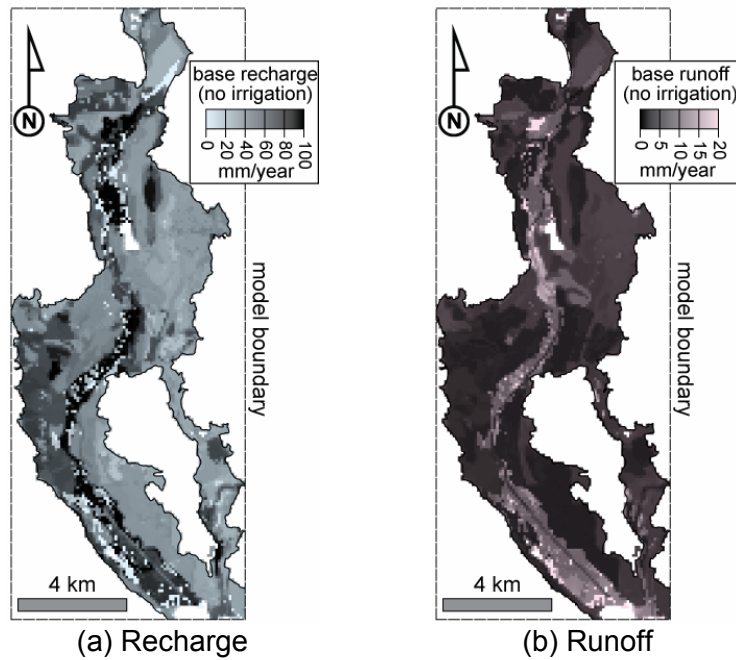 base recharge
(no irrigation)
0
20
40
60
80
100
mm/year
N
model boundary
4 km
(a) Recharge
base runoff
(no irrigation)
0
5
10
15
20
mm/year
N
model boundary
4 km
(b) Runoff